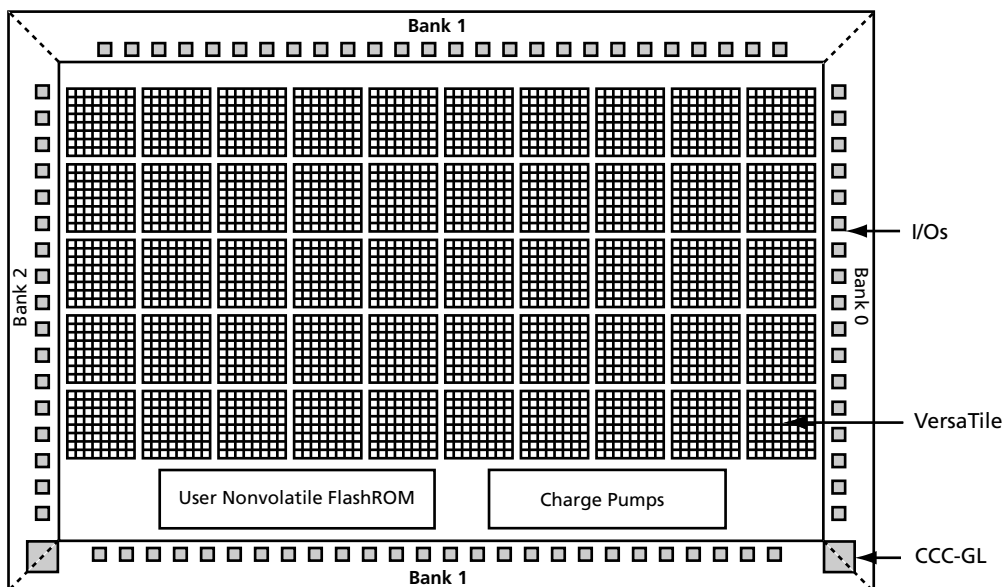 Bank 1
I/Os
Bank 2
Bank 0
VersaTile
User Nonvolatile FlashROM
Charge Pumps
CCC-GL
Bank 1